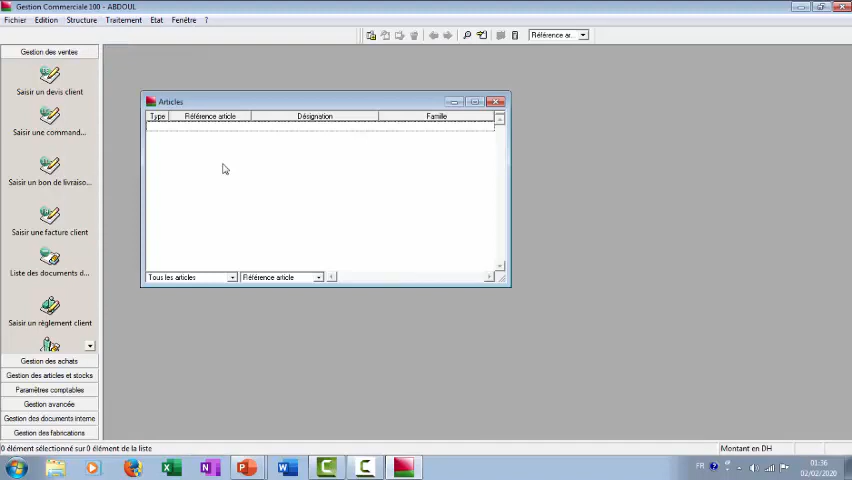 Gestion Commerciale 100 - ABDOUL
Fichier Edition Structure Traitement Etat Fenêtre ?
Référence ar...
Gestion des ventes
Saisir un devis client
Saisir une command...
Saisir un bon de livraiso...
Saisir une facture client
Liste des documents d...
Saisir un règlement client
Gestion des achats
Gestion des articles et stocks
Paramètres comptables
Gestion avancée
Gestion des documents interne
Gestion des fabrications
Articles
Type Référence article Désignation Famille
Tous les articles Référence article
0 élément sélectionné sur 0 élément de la liste
Montant en DH
FR
01:36
02/02/2020